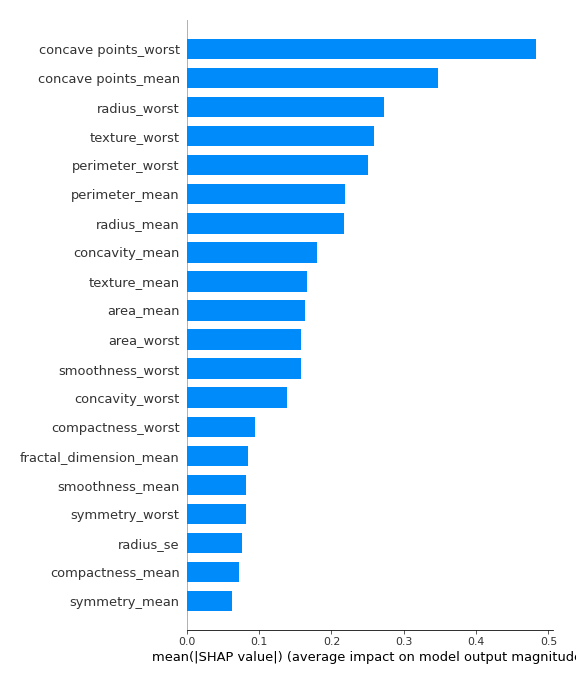 concave points_worst
concave points_mean
radius_worst
texture_worst
perimeter_worst
perimeter_mean
radius_mean
concavity_mean
texture_mean
area_mean
area_worst
smoothness_worst
concavity_worst
compactness_worst
fractal_dimension_mean
smoothness_mean
symmetry_worst
radius_se
compactness_mean
symmetry_mean
0.0 0.1 0.2 0.3 0.4 0.5
mean(|SHAP value|) (average impact on model output magnitude